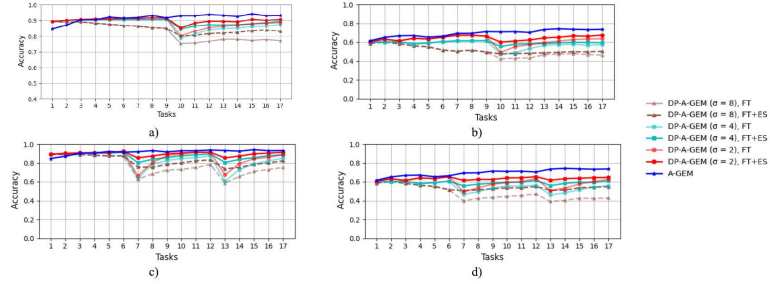 Accuracy
1.0
0.9
0.8
0.7
0.6
0.5
0.4
1 2 3 4 5 6 7 8 9 10 11 12 13 14 15 16 17
Tasks
a)
Accuracy
1.0
0.8
0.6
0.4
0.2
0.0
1 2 3 4 5 6 7 8 9 10 11 12 13 14 15 16 17
Tasks
b)
Accuracy
1.0
0.8
0.6
0.4
0.2
0.0
1 2 3 4 5 6 7 8 9 10 11 12 13 14 15 16 17
Tasks
c)
Accuracy
1.0
0.8
0.6
0.4
0.2
0.0
1 2 3 4 5 6 7 8 9 10 11 12 13 14 15 16 17
Tasks
d)
DP-A-GEM (σ = 8), FT
DP-A-GEM (σ = 8), FT+ES
DP-A-GEM (σ = 4), FT
DP-A-GEM (σ = 4), FT+ES
DP-A-GEM (σ = 2), FT
DP-A-GEM (σ = 2), FT+ES
A-GEM